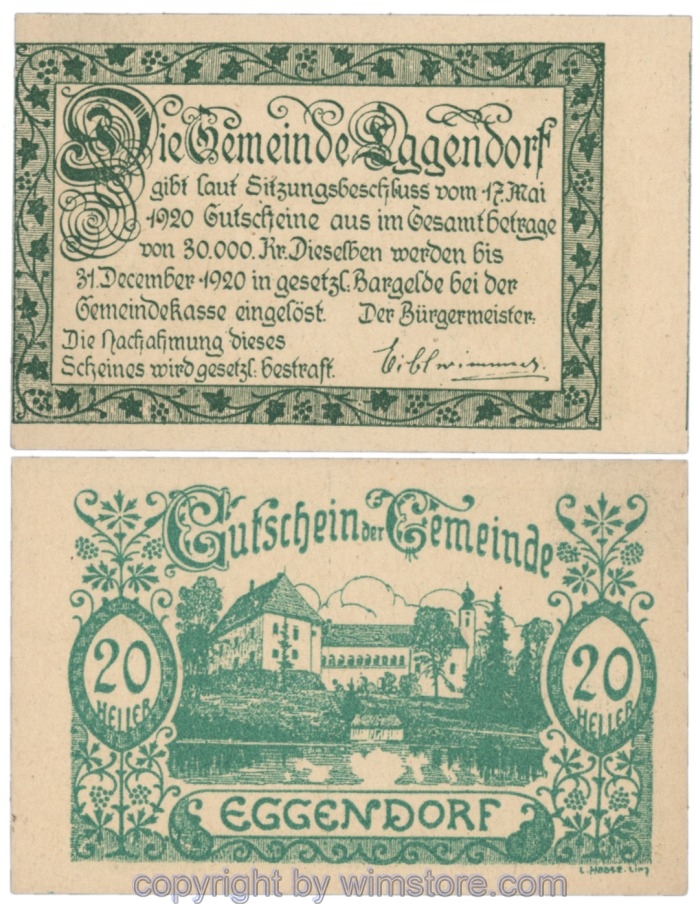 Die Gemeinde Eggendorf
gibt laut Sitzungsbeschluss vom 17. Mai
1920 Gutscheine aus im Gesamtbetrage
von 30.000. Kr. Dieselben werden bis
31. December 1920 in gesetzl. Bargelde bei der
Gemeindekasse eingelöst. Der Bürgermeister:
Die Nachahmung dieses
Scheines wird gesetzl. bestraft. Eiblwimmer.
Gutschein der Gemeinde
20
HELLER
20
HELLER
EGGENDORF
copyright by wimstore.com